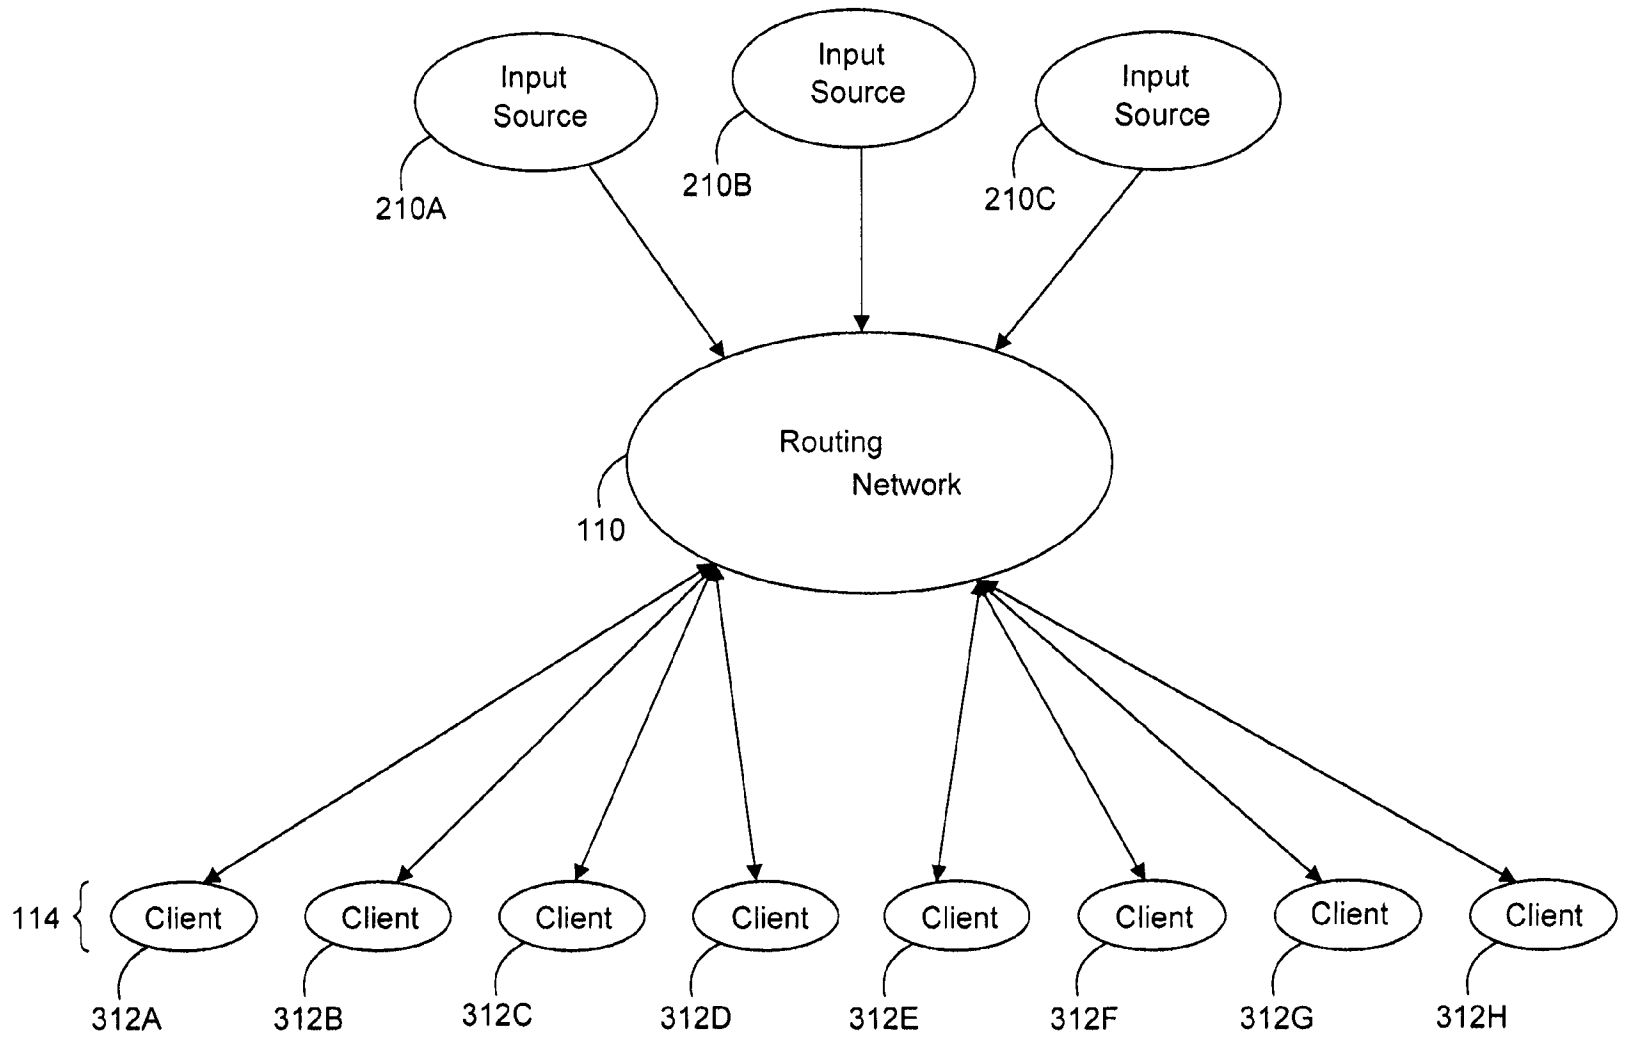 Input
Source
Input
Source
Input
Source
210A
210B
210C
Routing
Network
110
114
Client
Client
Client
Client
Client
Client
Client
Client
312A
312B
312C
312D
312E
312F
312G
312H